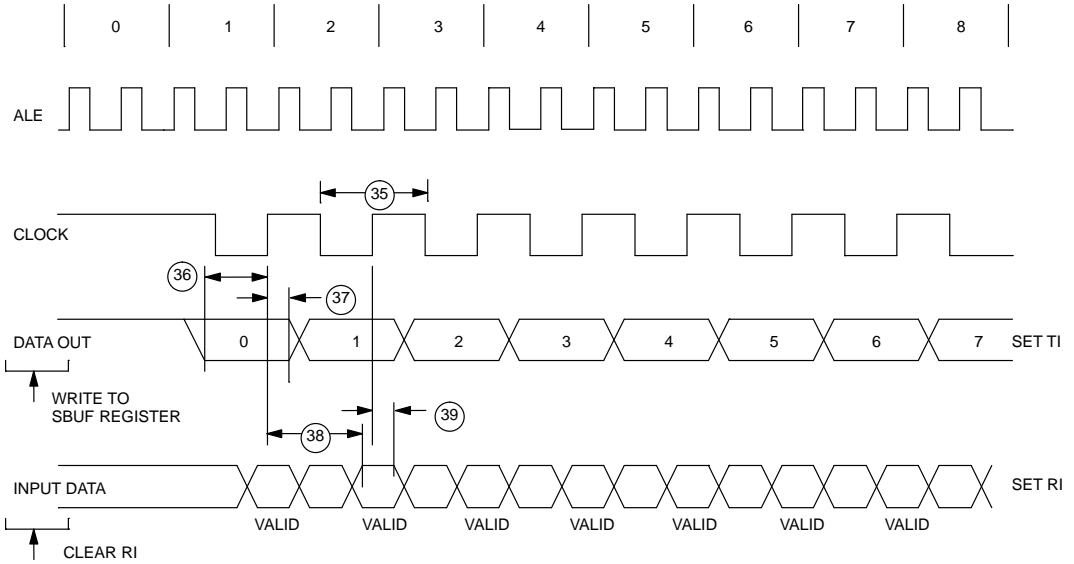 0 1 2 3 4 5 6 7 8
ALE
35
CLOCK
36
37
DATA OUT 0 1 2 3 4 5 6 7 SET TI
WRITE TO
SBUF REGISTER
39
38
INPUT DATA SET RI
VALID VALID VALID VALID VALID VALID VALID
CLEAR RI